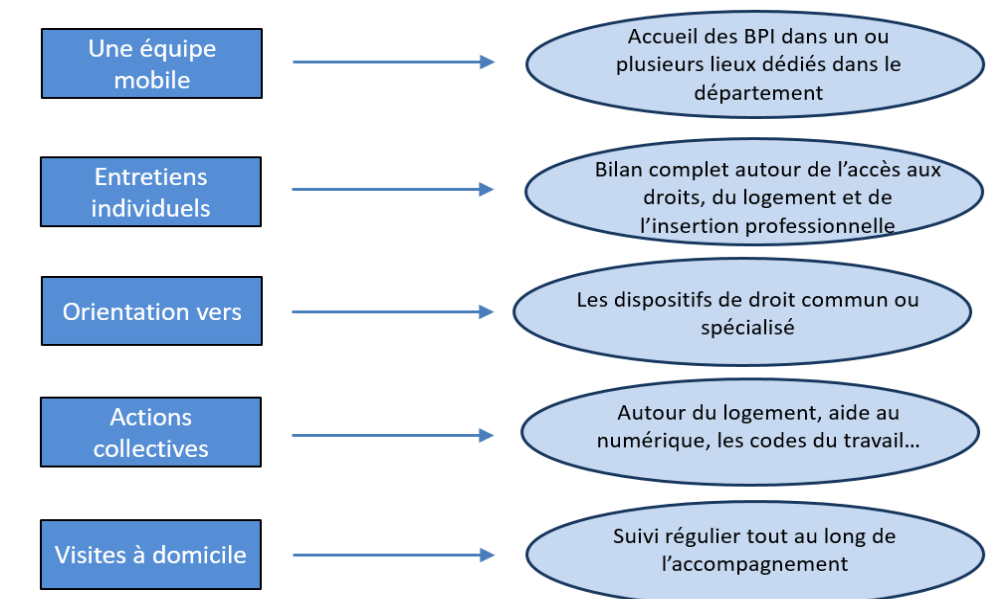 Une équipe
mobile
Accueil des BPI dans un ou
plusieurs lieux dédiés dans le
département
Entretiens
individuels
Bilan complet autour de l’accès aux
droits, du logement et de
l’insertion professionnelle
Orientation vers
Les dispositifs de droit commun ou
spécialisé
Actions
collectives
Autour du logement, aide au
numérique, les codes du travail…
Visites à domicile
Suivi régulier tout au long de
l’accompagnement